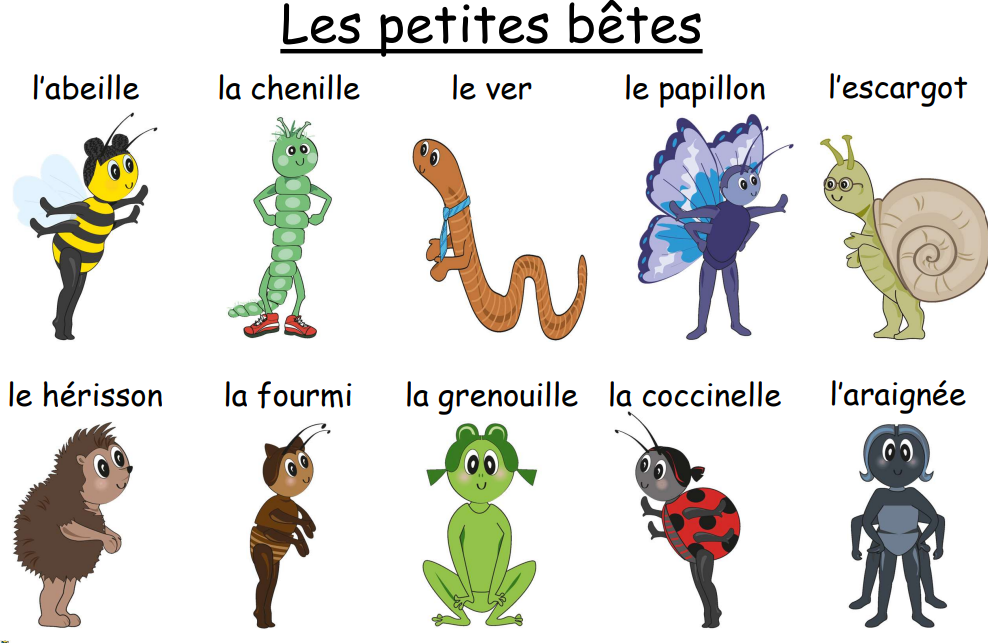 Les petites bêtes
l'abeille la chenille le ver le papillon l'escargot
le hérisson la fourmi la grenouille la coccinelle l'araignée